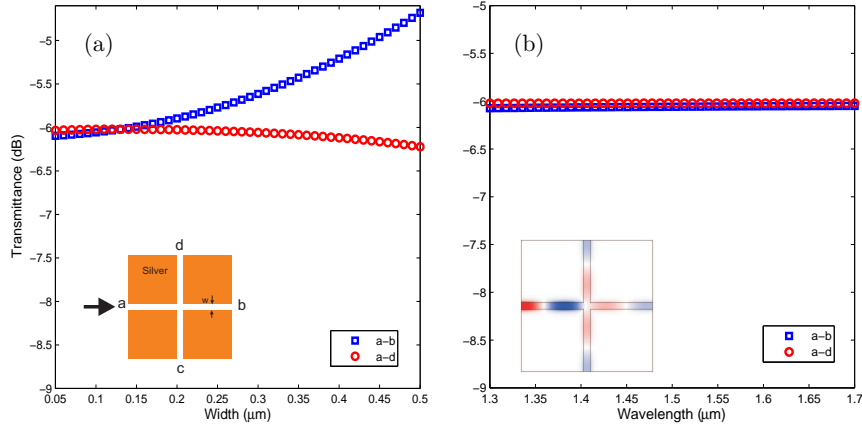 (a)
-5
-5.5
-6
-6.5
-7
-7.5
-8
-8.5
-9
Transmittance (dB)
0.05 0.1 0.15 0.2 0.25 0.3 0.35 0.4 0.45 0.5
Width (μm)
a-b
a-d
d
Silver
a
w
b
c
(b)
-5
-5.5
-6
-6.5
-7
-7.5
-8
-8.5
-9
1.3 1.35 1.4 1.45 1.5 1.55 1.6 1.65 1.7
Wavelength (μm)
a-b
a-d